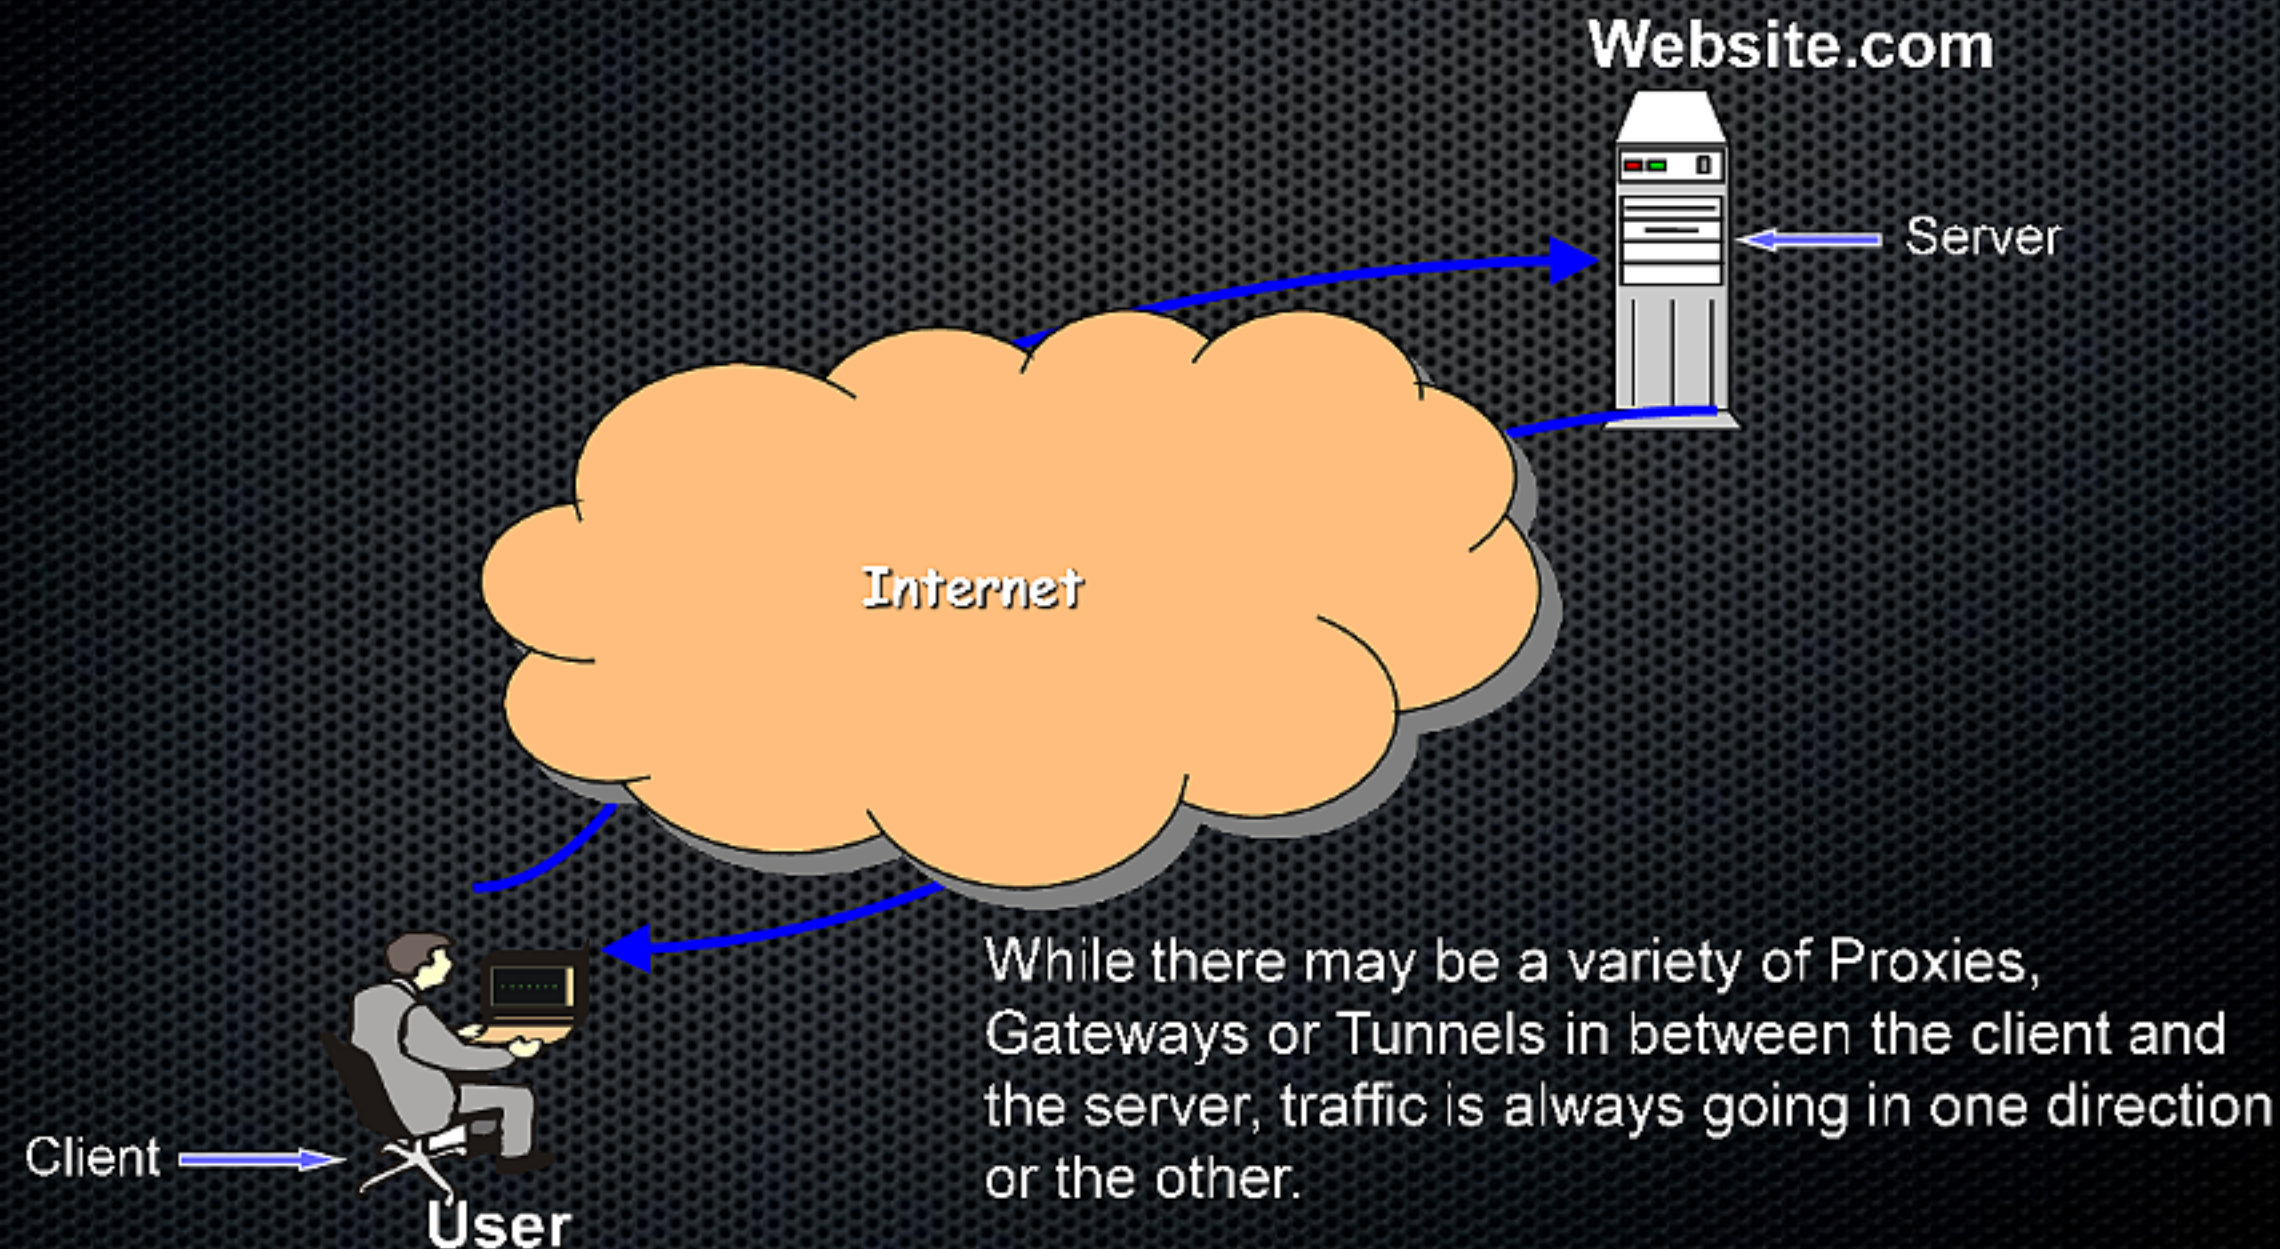 Website.com
Server
Internet
While there may be a variety of Proxies,
Gateways or Tunnels in between the client and
the server, traffic is always going in one direction
or the other.
Client
User